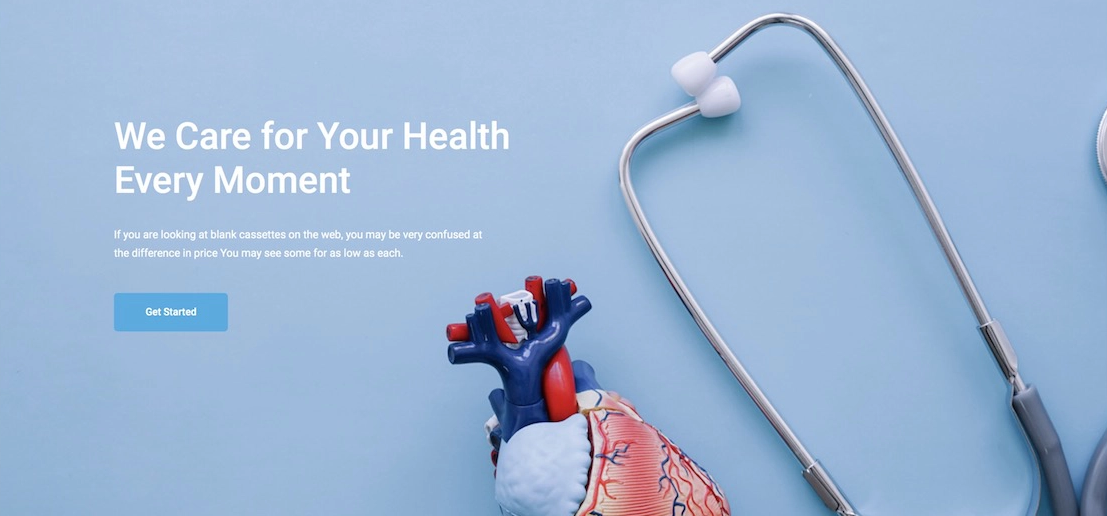 We Care for Your Health
Every Moment
If you are looking at blank cassettes on the web, you may be very confused at
the difference in price You may see some for as low as each.
Get Started